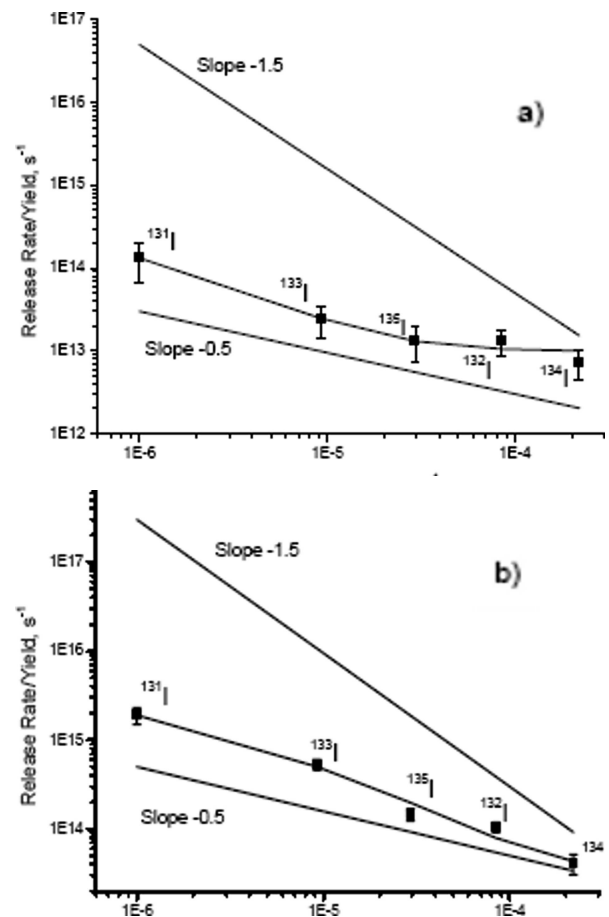 1E17
Slope -1.5
1E16
a)
1E15
Release Rate/Yield, s-1
131I
1E14
133I
135I
1E13
Slope -0.5
132I
134I
1E12
1E-6 1E-5 1E-4
Slope -1.5
b)
1E17
1E16
Release Rate/Yield, s-1
131I
1E15
133I
135I
132I
1E14
Slope -0.5
134
1E-6 1E-5 1E-4